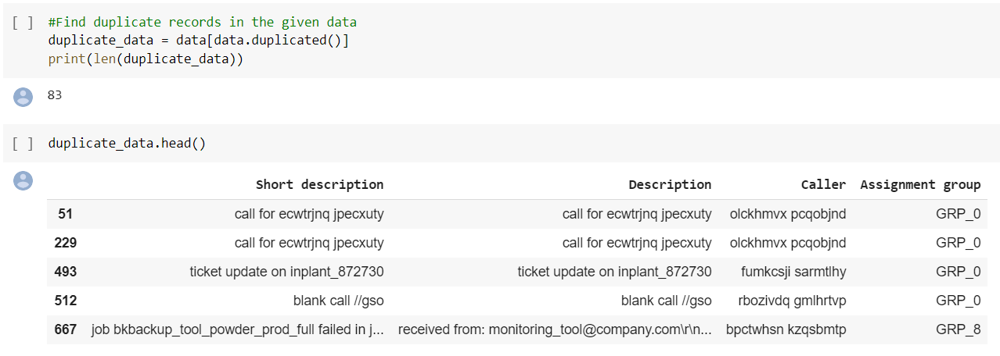 [ ] #Find duplicate records in the given data
duplicate_data = data[data.duplicated()]
print(len(duplicate_data))
83
[ ] duplicate_data.head()
Short description Description Caller Assignment group
51 call for ecwtrjnq jpecxuty call for ecwtrjnq jpecxuty olckhmvx pcqobjnd GRP_0
229 call for ecwtrjnq jpecxuty call for ecwtrjnq jpecxuty olckhmvx pcqobjnd GRP_0
493 ticket update on inplant_872730 ticket update on inplant_872730 fumkcsji sarmtlhy GRP_0
512 blank call //gso blank call //gso rbozivdq gmlhrtvp GRP_0
667 job bkbackup_tool_powder_prod_full failed in j... received from: monitoring_tool@company.com\r\n... bpctwhsn kzqsbmtp GRP_8